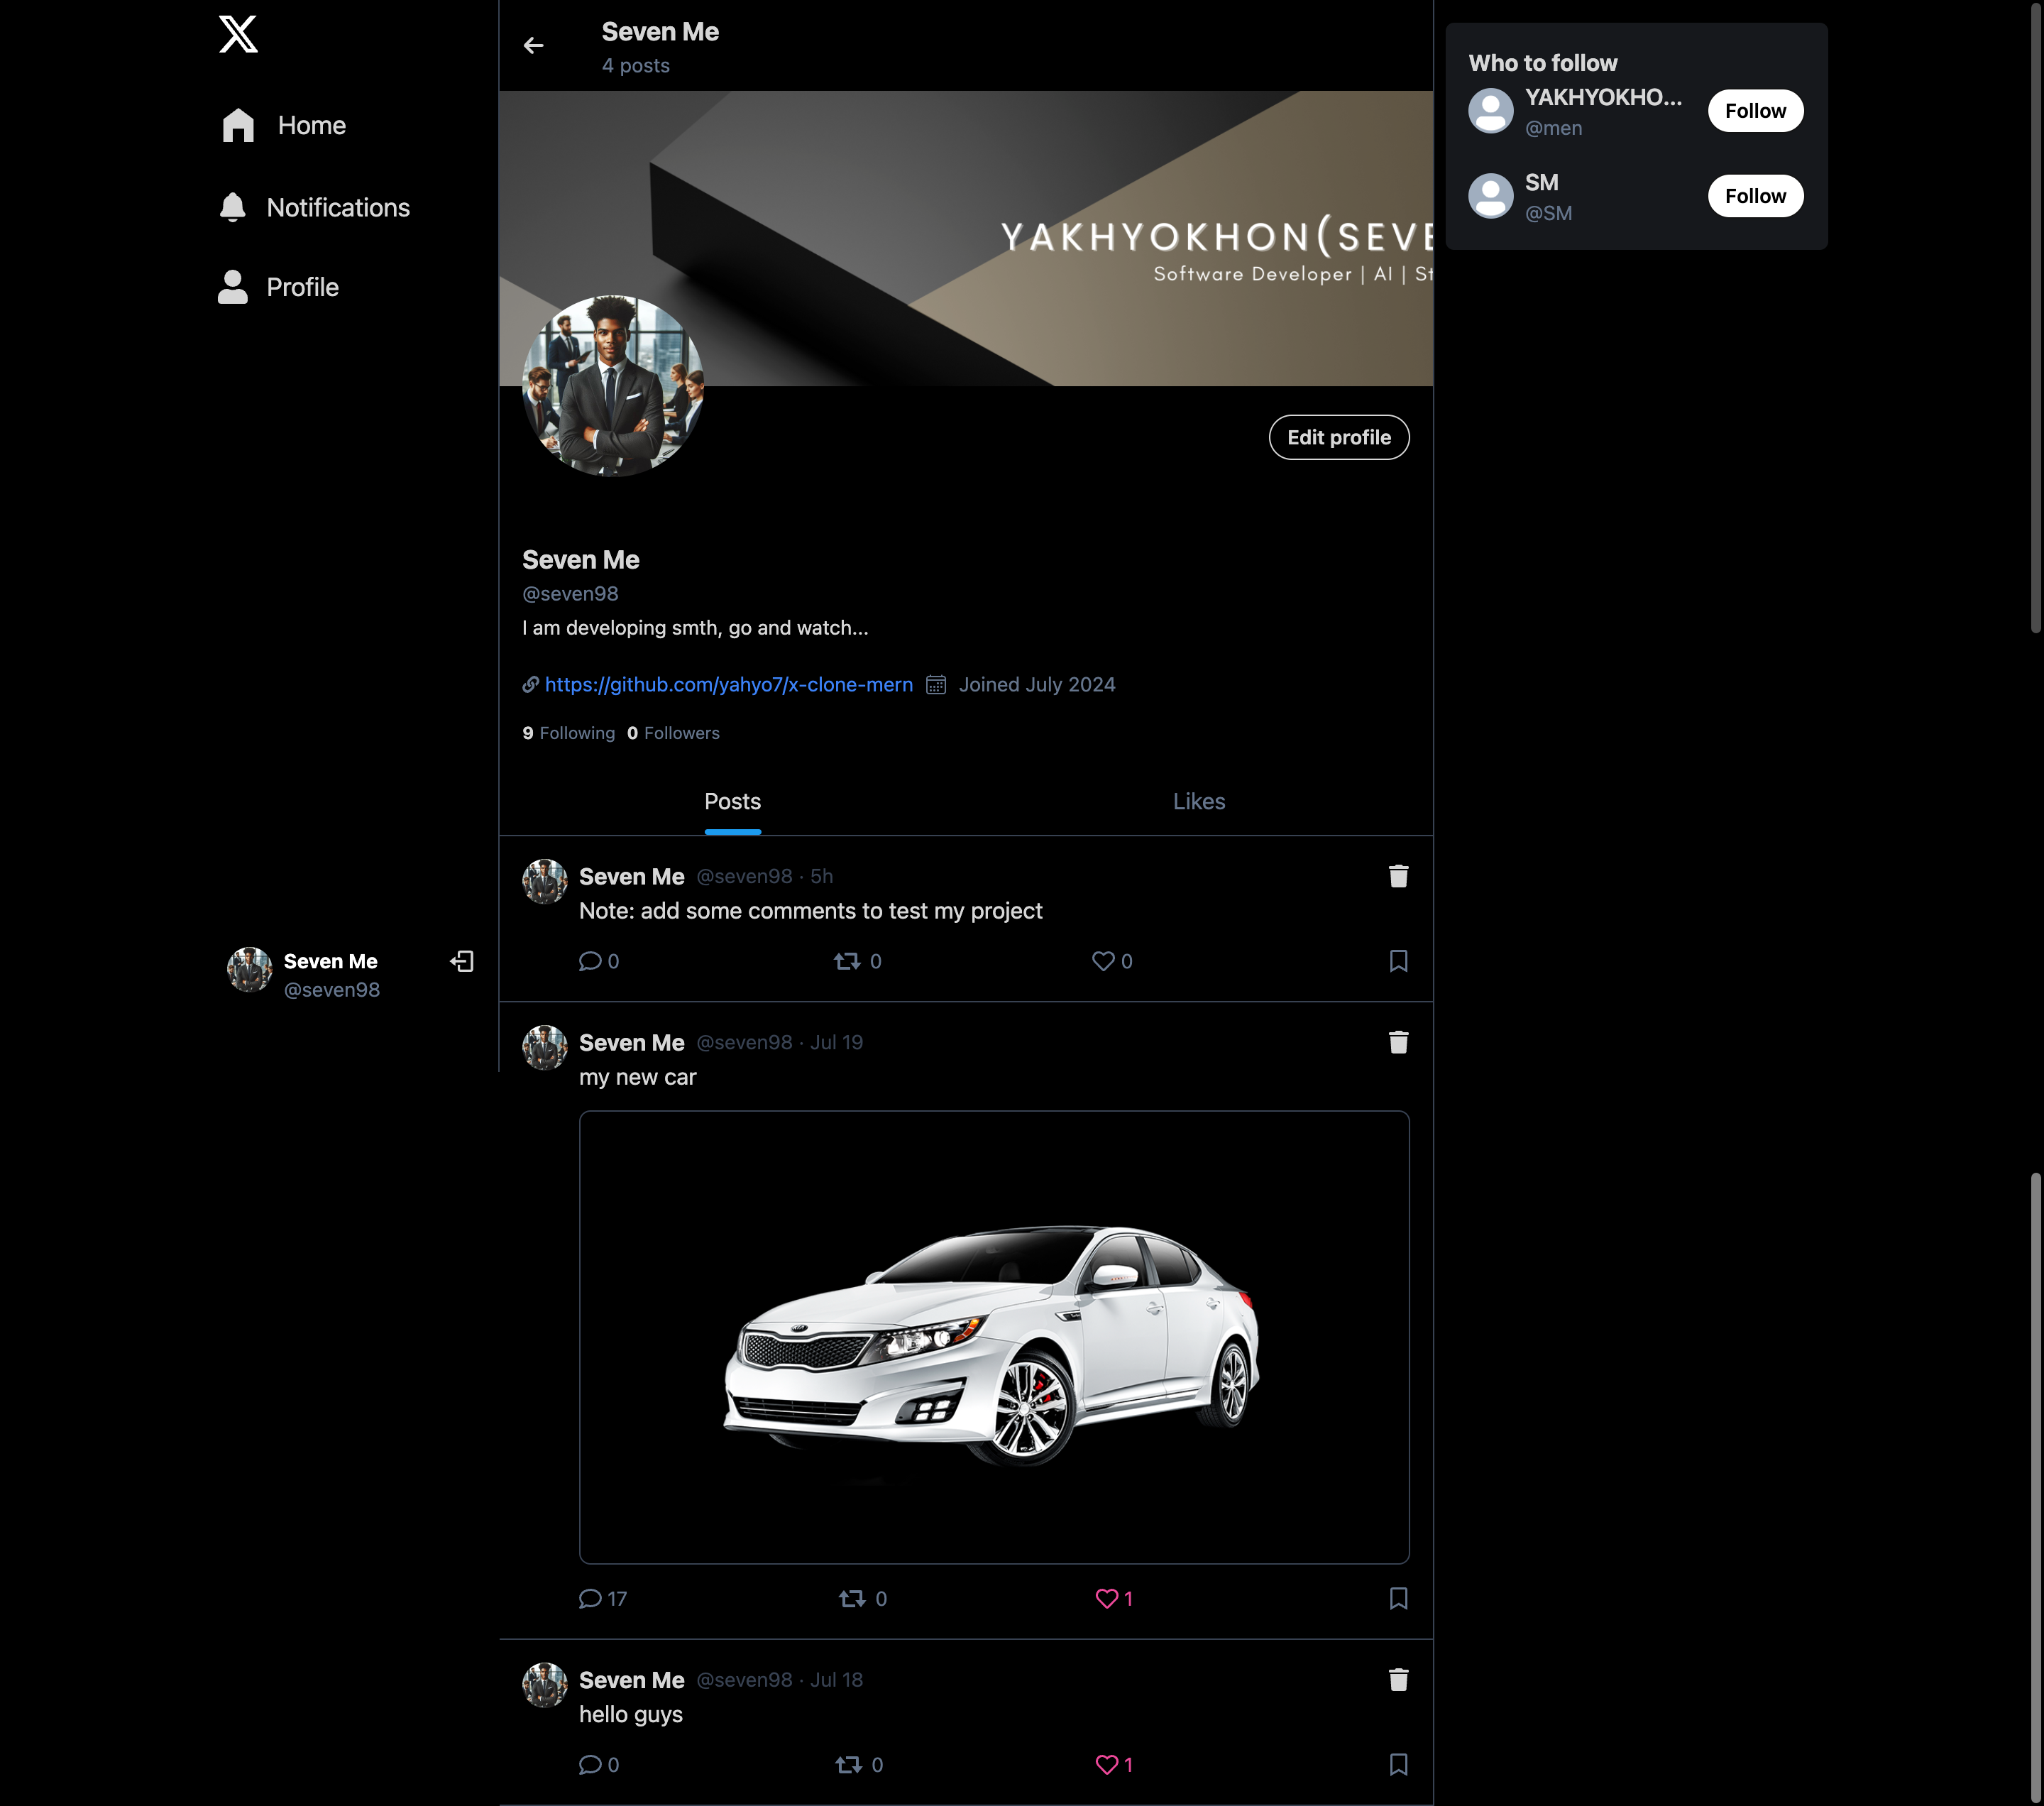 Home
Notifications
Profile
Seven Me
@seven98
Seven Me
4 posts
YAKHYOKHON(SEVE
Software Developer | AI | St
Edit profile
Seven Me
@seven98
I am developing smth, go and watch...
https://github.com/yahyo7/x-clone-mern Joined July 2024
9 Following 0 Followers
Posts Likes
Seven Me @seven98 · 5h
Note: add some comments to test my project
0 0 0
Seven Me @seven98 · Jul 19
my new car
KIA
17 0 1
Seven Me @seven98 · Jul 18
hello guys
0 0 1
Who to follow
YAKHYOKHO...
@men
Follow
SM
@SM
Follow